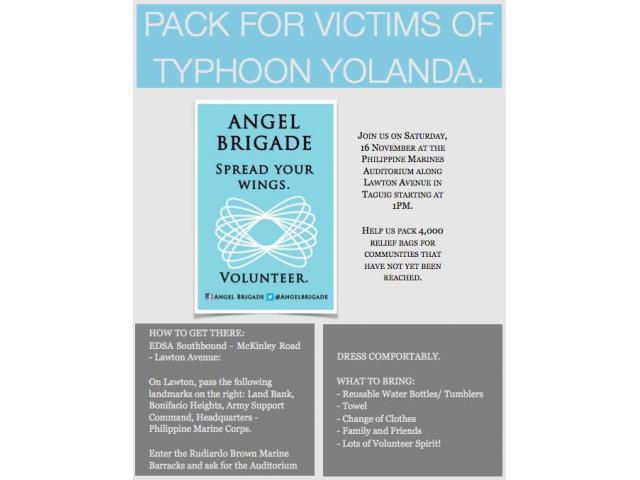 PACK FOR VICTIMS OF
TYPHOON YOLANDA.
ANGEL
BRIGADE
SPREAD YOUR
WINGS.
VOLUNTEER.
ANGEL BRIGADE @ANGELBRIGADE
JOIN US ON SATURDAY,
16 NOVEMBER AT THE
PHILIPPINE MARINES
AUDITORIUM ALONG
LAWTON AVENUE IN
TAGUIG STARTING AT
1PM.
HELP US PACK 4,000
RELIEF BAGS FOR
COMMUNITIES THAT
HAVE NOT YET BEEN
REACHED.
HOW TO GET THERE:
EDSA Southbound - McKinley Road
- Lawton Avenue:
On Lawton, pass the following
landmarks on the right: Land Bank,
Bonifacio Heights, Army Support
Command, Headquarters -
Philippine Marine Corps.
Enter the Rudiardo Brown Marine
Barracks and ask for the Auditorium
DRESS COMFORTABLY.
WHAT TO BRING:
- Reusable Water Bottles/ Tumblers
- Towel
- Change of Clothes
- Family and Friends
- Lots of Volunteer Spirit!